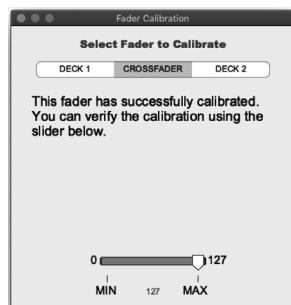 Fader Calibration
Select Fader to Calibrate
DECK 1 CROSSFADER DECK 2
This fader has successfully calibrated.
You can verify the calibration using the
slider below.
0 127
MIN 127 MAX